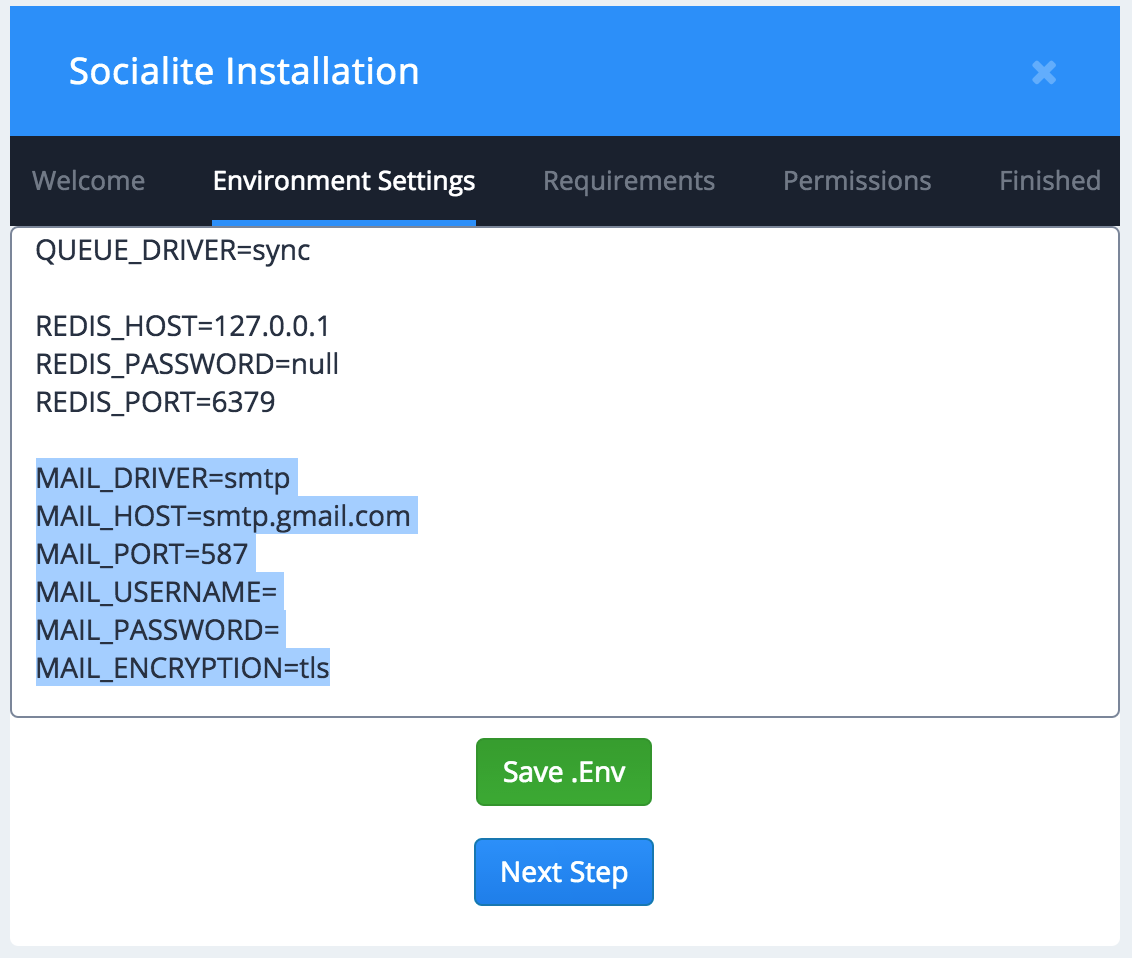 Socialite Installation
Welcome Environment Settings Requirements Permissions Finished
QUEUE_DRIVER=sync
REDIS_HOST=127.0.0.1
REDIS_PASSWORD=null
REDIS_PORT=6379
MAIL_DRIVER=smtp
MAIL_HOST=smtp.gmail.com
MAIL_PORT=587
MAIL_USERNAME=
MAIL_PASSWORD=
MAIL_ENCRYPTION=tls
Save .Env
Next Step